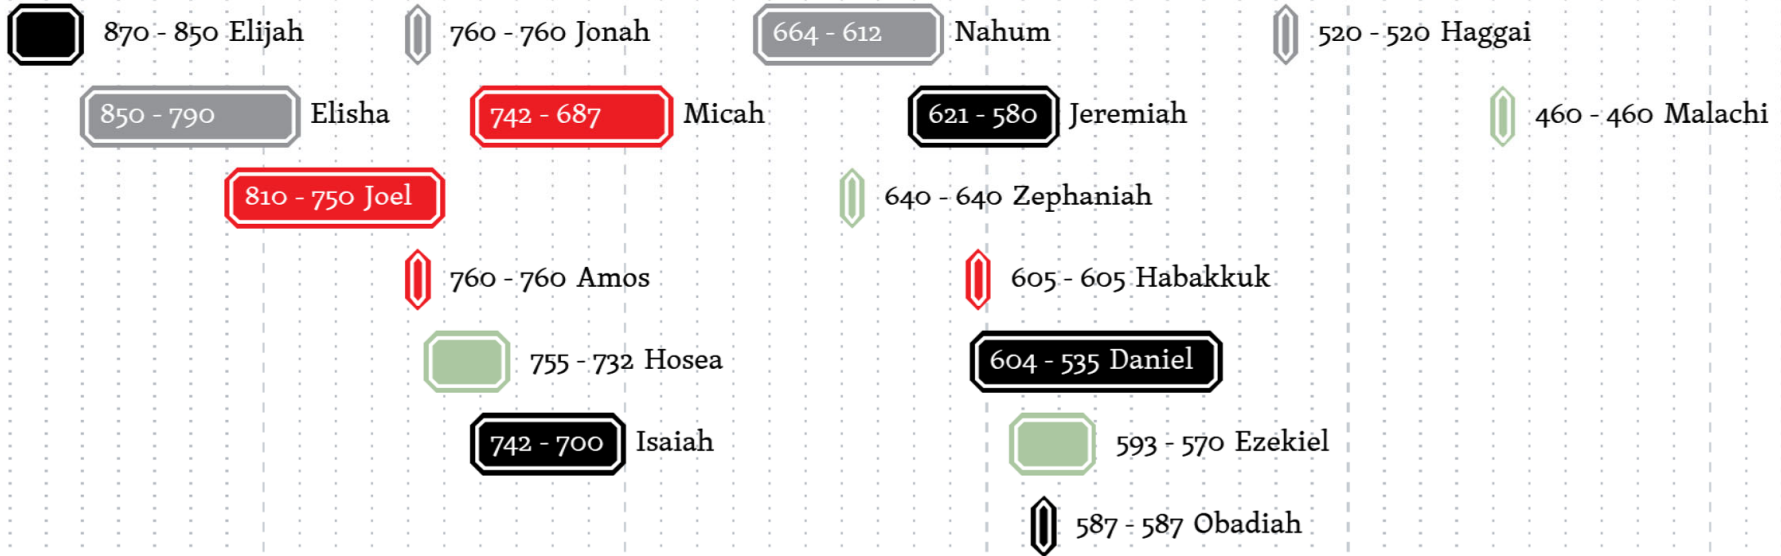 870 - 850 Elijah
760 - 760 Jonah
664 - 612 Nahum
520 - 520 Haggai
850 - 790 Elisha
742 - 687 Micah
621 - 580 Jeremiah
460 - 460 Malachi
810 - 750 Joel
640 - 640 Zephaniah
760 - 760 Amos
605 - 605 Habakkuk
755 - 732 Hosea
604 - 535 Daniel
742 - 700 Isaiah
593 - 570 Ezekiel
587 - 587 Obadiah